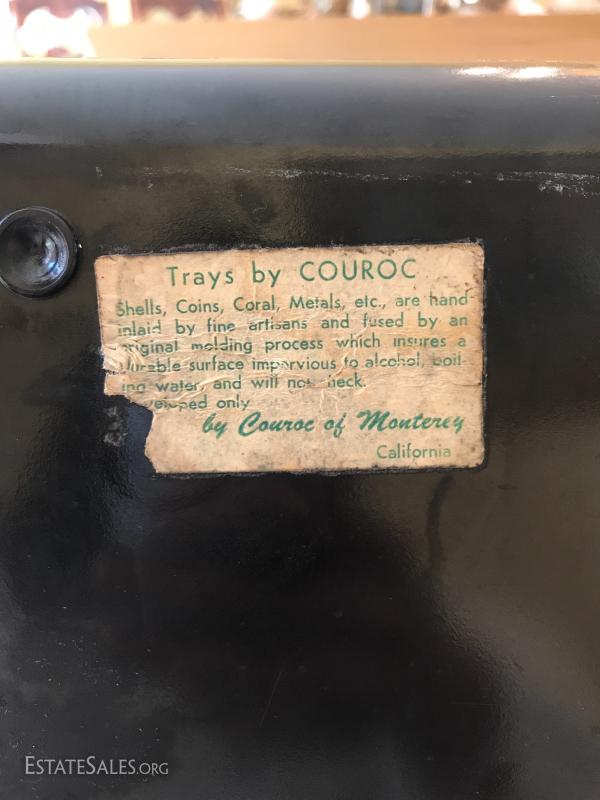 Trays by COUROC
Shells, Coins, Coral, Metals, etc., are hand
inlaid by fine artisans and fused by an
original molding process which insures a
durable surface impervious to alcohol, boil-
ing water, and will not
only
by Couroc of Monterey
California
ESTATESALES.ORG